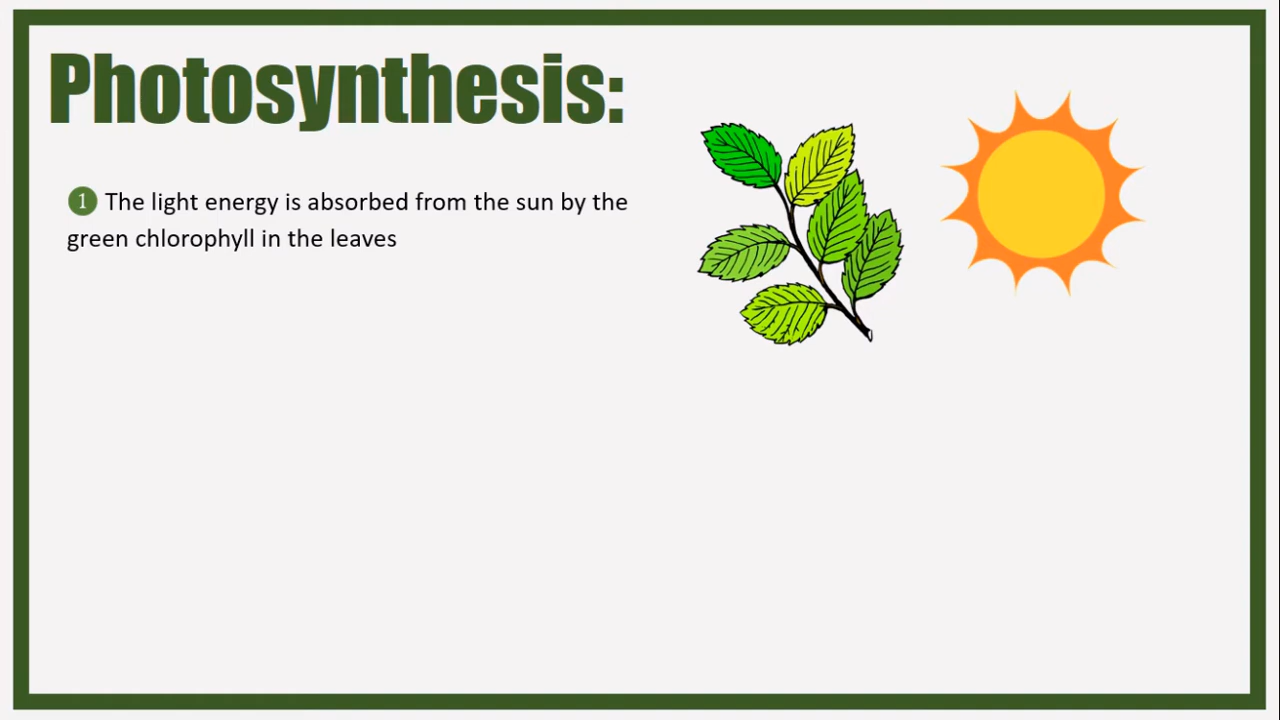 Photosynthesis:
① The light energy is absorbed from the sun by the
green chlorophyll in the leaves